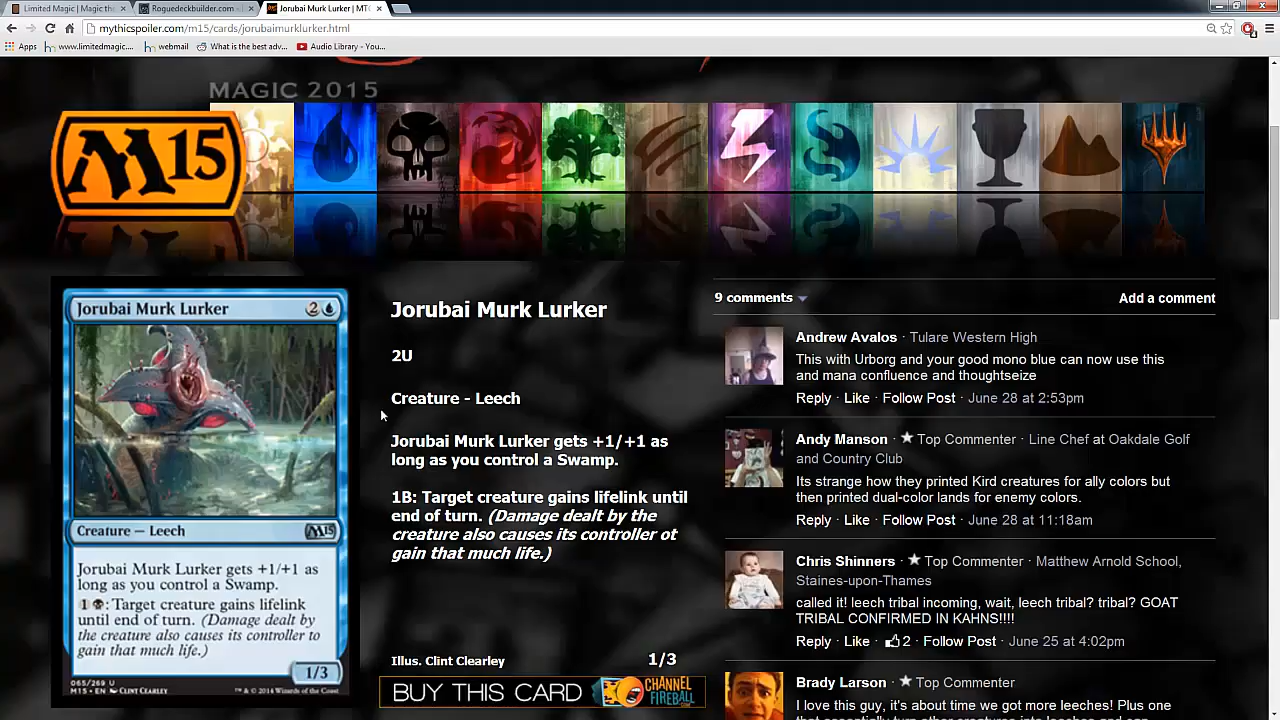 Limited Magic | Magic th
Roguedeckbuilder.com -
Jorubai Murk Lurker | MT
mythicspoiler.com/m15/cards/jorubaimurklurker.html
Apps
www.limitedmagic....
webmail
What is the best adv...
Audio Library - You...
MAGIC 2015
M15
Jorubai Murk Lurker 2
Creature — Leech M15
Jorubai Murk Lurker gets +1/+1 as
long as you control a Swamp.
1 : Target creature gains lifelink
until end of turn. (Damage dealt by
the creature also causes its controller to
gain that much life.)
1/3
065/269 U
M15 • EN CLINT CEARLEY
™ & © 2014 Wizards of the Coast
Jorubai Murk Lurker
2U
Creature - Leech
Jorubai Murk Lurker gets +1/+1 as
long as you control a Swamp.
1B: Target creature gains lifelink until
end of turn. (Damage dealt by the
creature also causes its controller ot
gain that much life.)
Illus. Clint Clearley
1/3
BUY THIS CARD
CHANNEL
FIREBALL
.COM
9 comments
Add a comment
Andrew Avalos · Tulare Western High
This with Urborg and your good mono blue can now use this
and mana confluence and thoughtseize
Reply · Like · Follow Post · June 28 at 2:53pm
Andy Manson · ★ Top Commenter · Line Chef at Oakdale Golf
and Country Club
Its strange how they printed Kird creatures for ally colors but
then printed dual-color lands for enemy colors.
Reply · Like · Follow Post · June 28 at 11:18am
Chris Shinners · ★ Top Commenter · Matthew Arnold School,
Staines-upon-Thames
called it! leech tribal incoming, wait, leech tribal? tribal? GOAT
TRIBAL CONFIRMED IN KAHNS!!!!
Reply · Like · 2 · Follow Post · June 25 at 4:02pm
Brady Larson · ★ Top Commenter
I love this guy, it's about time we got more leeches! Plus one